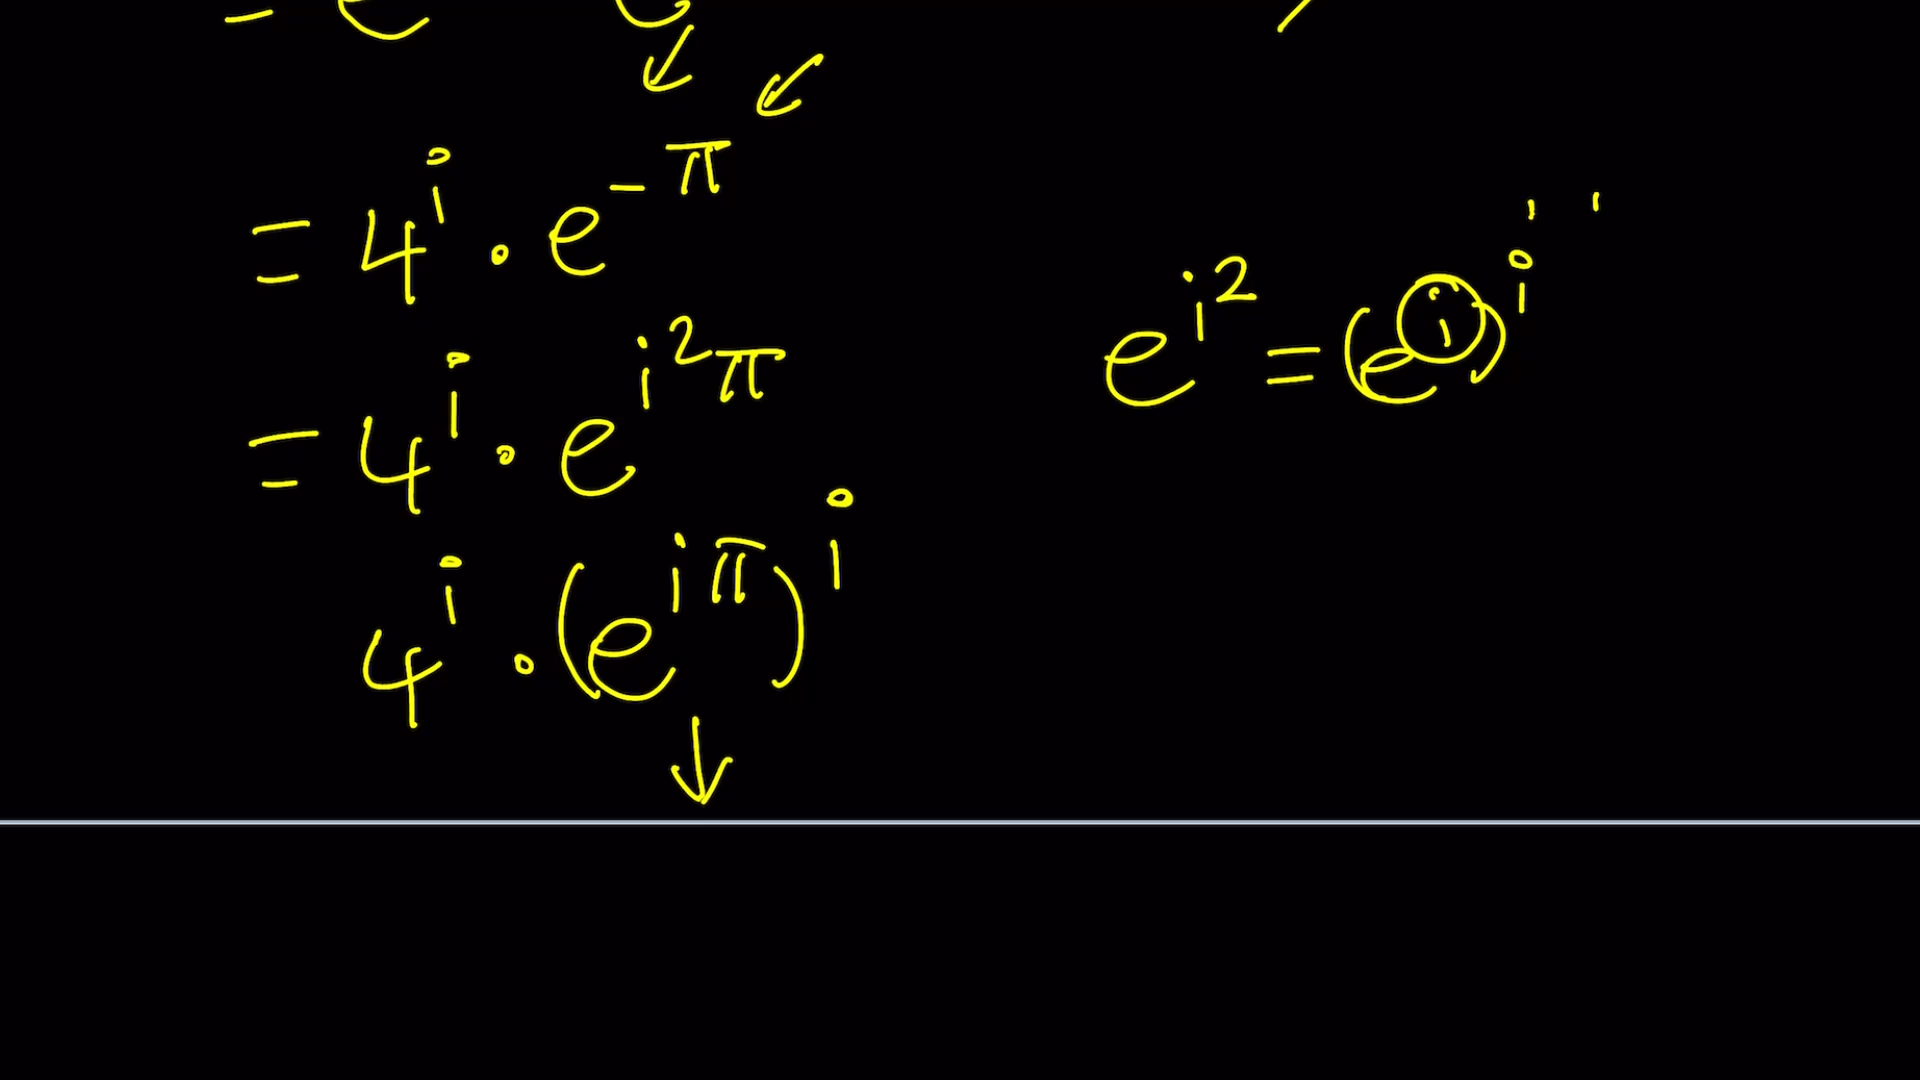 = 4^i · e^{-π}
= 4^i · e^{i^2 π}
e^{i^2} = (e^i)^i
4^i · (e^{iπ})^i